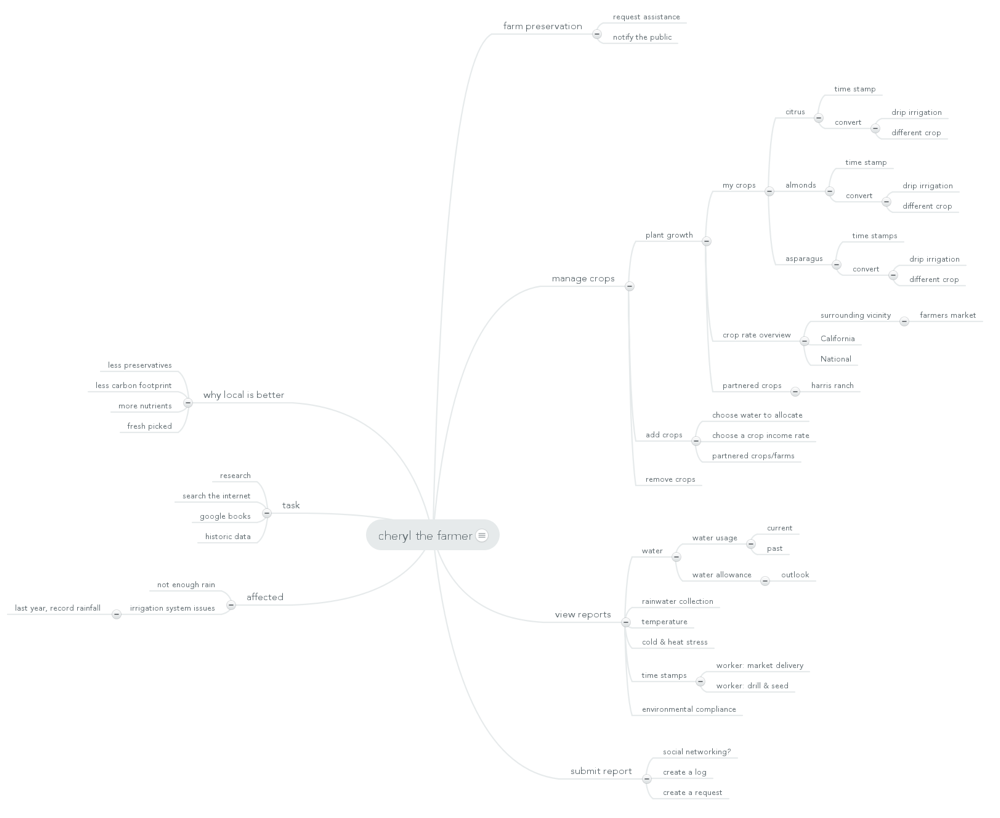 farm preservation
request assistance
notify the public
manage crops
plant growth
my crops
citrus
time stamp
convert
drip irrigation
different crop
almonds
time stamp
convert
drip irrigation
different crop
asparagus
time stamps
convert
drip irrigation
different crop
crop rate overview
surrounding vicinity
farmers market
California
National
partnered crops
harris ranch
add crops
choose water to allocate
choose a crop income rate
partnered crops/farms
remove crops
why local is better
less preservatives
less carbon footprint
more nutrients
fresh picked
task
research
search the internet
google books
historic data
cheryl the farmer
affected
not enough rain
irrigation system issues
last year, record rainfall
view reports
water
water usage
current
past
water allowance
outlook
rainwater collection
temperature
cold & heat stress
time stamps
worker: market delivery
worker: drill & seed
environmental compliance
submit report
social networking?
create a log
create a request